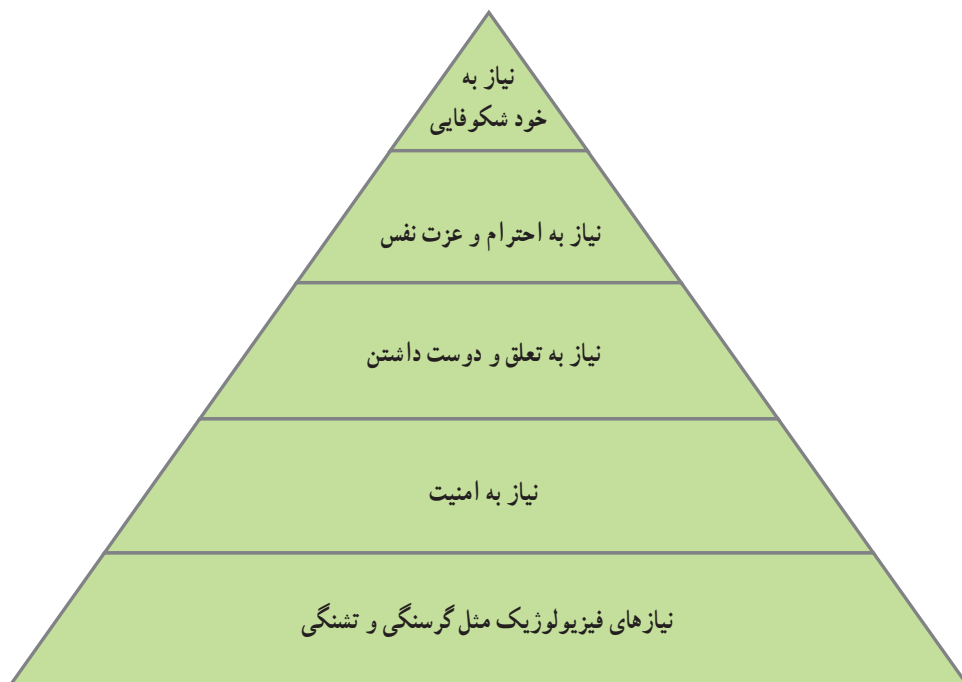 نیاز به
خود شکوفایی
نیاز به احترام و عزت نفس
نیاز به تعلق و دوست داشتن
نیاز به امنیت
نیازهای فیزیولوژیک مثل گرسنگی و تشنگی